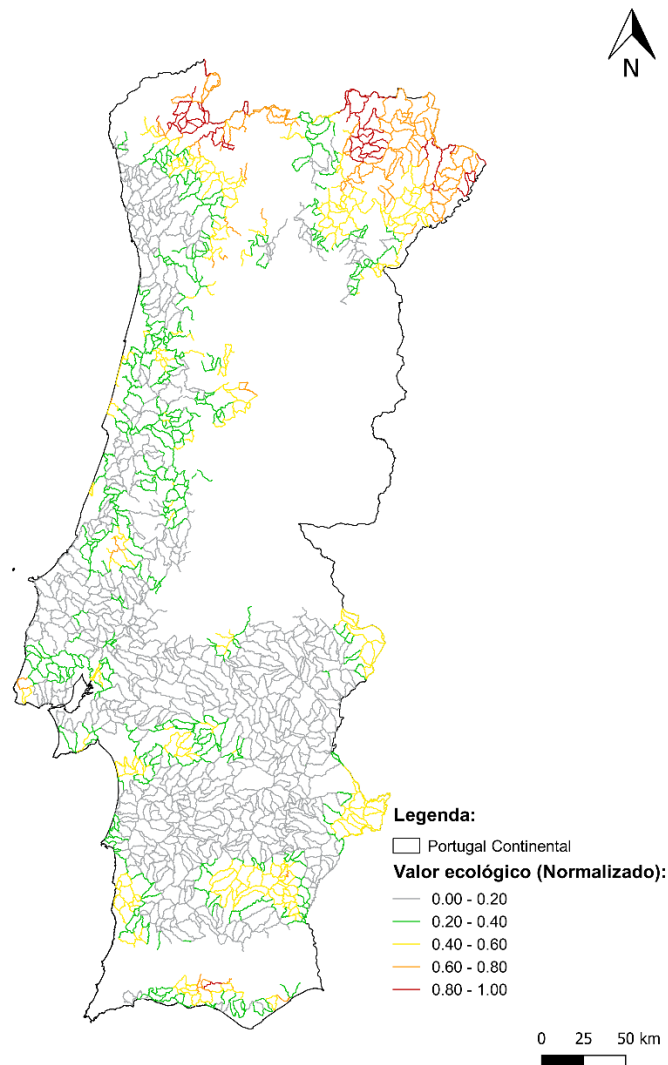 N
Legenda:
Portugal Continental
Valor ecológico (Normalizado):
0.00 - 0.20
0.20 - 0.40
0.40 - 0.60
0.60 - 0.80
0.80 - 1.00
0 25 50 km